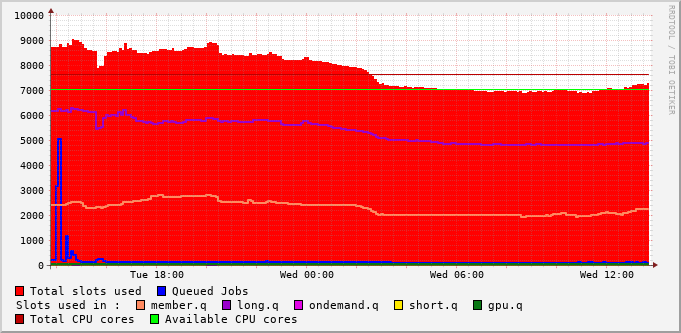 10000
9000
8000
7000
6000
5000
4000
3000
2000
1000
0
Tue 18:00 Wed 00:00 Wed 06:00 Wed 12:00
RRDTOOL / TOBI OETIKER
Total slots used Queued Jobs
Slots used in : member.q long.q ondemand.q short.q gpu.q
Total CPU cores Available CPU cores